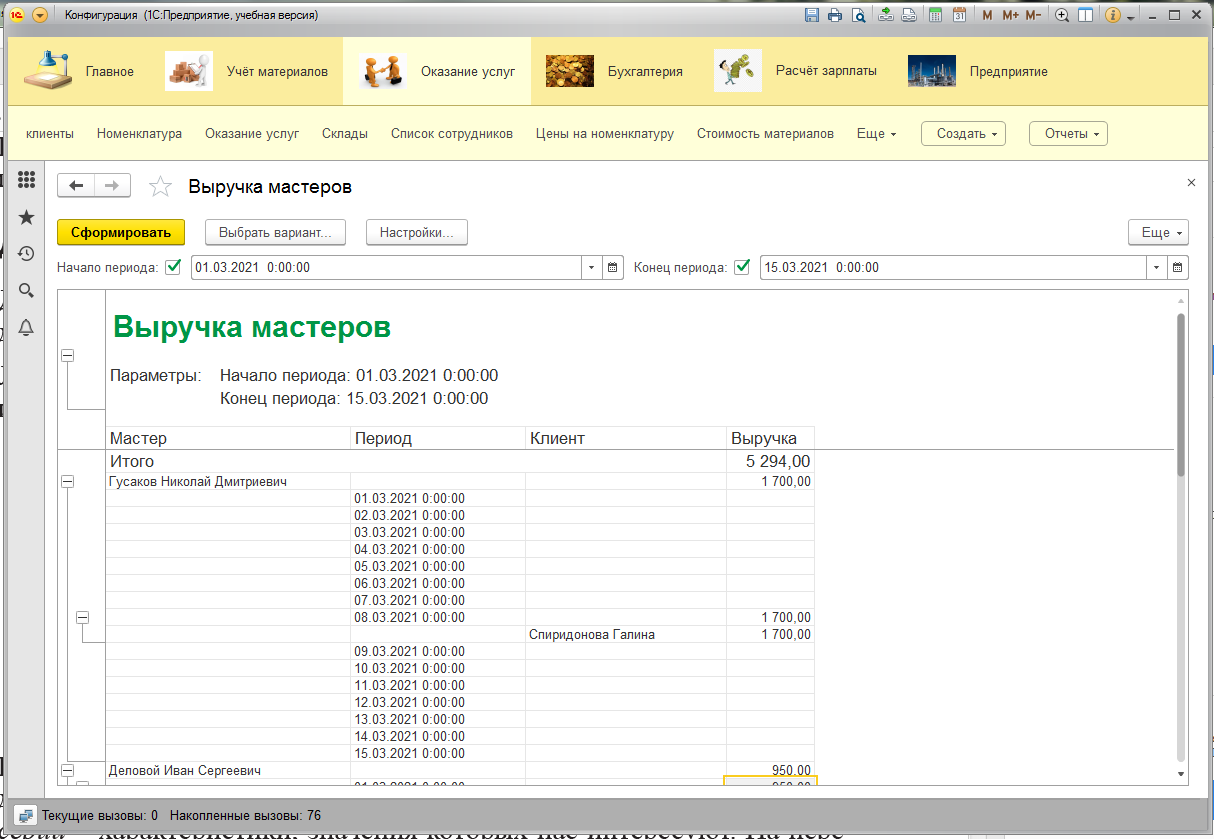 Конфигурация (1С:Предприятие, учебная версия)
M M+ M-
Главное Учёт материалов Оказание услуг Бухгалтерия Расчёт зарплаты Предприятие
клиенты Номенклатура Оказание услуг Склады Список сотрудников Цены на номенклатуру Стоимость материалов Еще Создать Отчеты
Выручка мастеров
Сформировать Выбрать вариант... Настройки... Еще
Начало периода: 01.03.2021 0:00:00 Конец периода: 15.03.2021 0:00:00
Выручка мастеров
Параметры: Начало периода: 01.03.2021 0:00:00
Конец периода: 15.03.2021 0:00:00
Мастер Период Клиент Выручка
Итого 5 294,00
Гусаков Николай Дмитриевич 1 700,00
01.03.2021 0:00:00
02.03.2021 0:00:00
03.03.2021 0:00:00
04.03.2021 0:00:00
05.03.2021 0:00:00
06.03.2021 0:00:00
07.03.2021 0:00:00
08.03.2021 0:00:00 1 700,00
Спиридонова Галина 1 700,00
09.03.2021 0:00:00
10.03.2021 0:00:00
11.03.2021 0:00:00
12.03.2021 0:00:00
13.03.2021 0:00:00
14.03.2021 0:00:00
15.03.2021 0:00:00
Деловой Иван Сергеевич 950,00
01.03.2021 0:00:00 950,00
Текущие вызовы: 0 Накопленные вызовы: 76